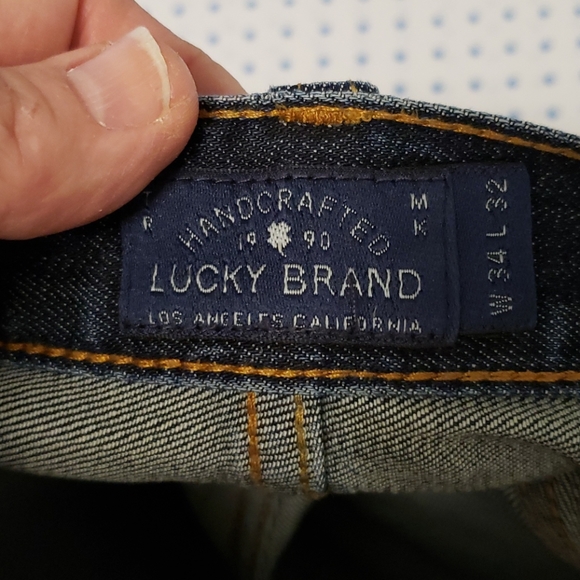 HANDCRAFTED
19 90
LUCKY BRAND
LOS ANGELES CALIFORNIA
T
R
M
K
W 34 L 32